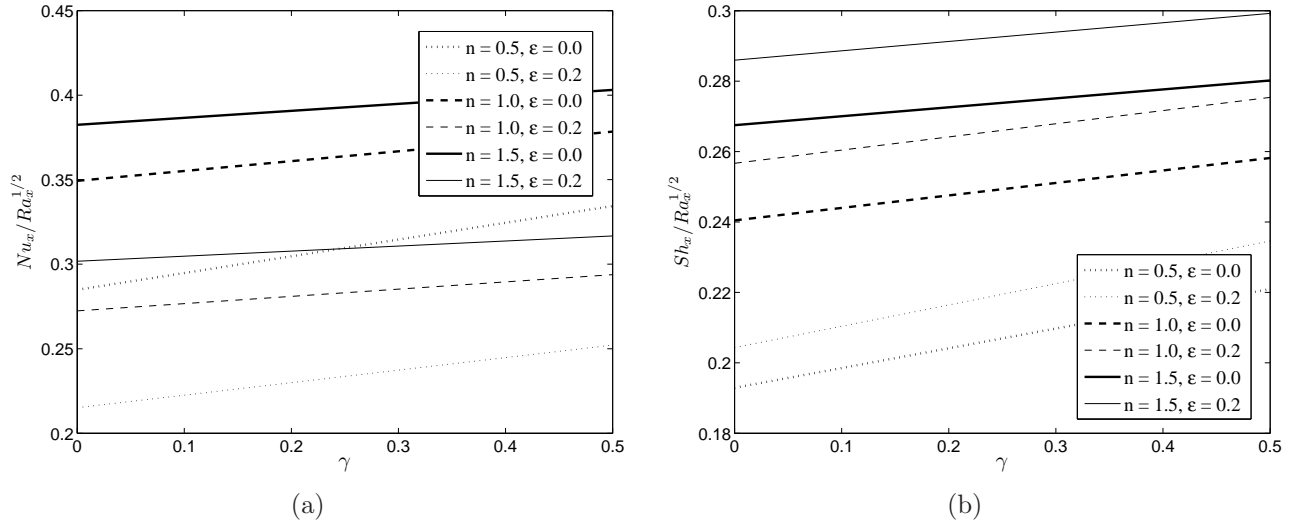 0.45
0.4
0.35
0.3
0.25
0.2
Nu_x/Ra_x^{1/2}
n = 0.5, ε = 0.0
n = 0.5, ε = 0.2
n = 1.0, ε = 0.0
n = 1.0, ε = 0.2
n = 1.5, ε = 0.0
n = 1.5, ε = 0.2
0 0.1 0.2 0.3 0.4 0.5
γ
(a)
0.3
0.28
0.26
0.24
0.22
0.2
0.18
Sh_x/Ra_x^{1/2}
n = 0.5, ε = 0.0
n = 0.5, ε = 0.2
n = 1.0, ε = 0.0
n = 1.0, ε = 0.2
n = 1.5, ε = 0.0
n = 1.5, ε = 0.2
0 0.1 0.2 0.3 0.4 0.5
γ
(b)